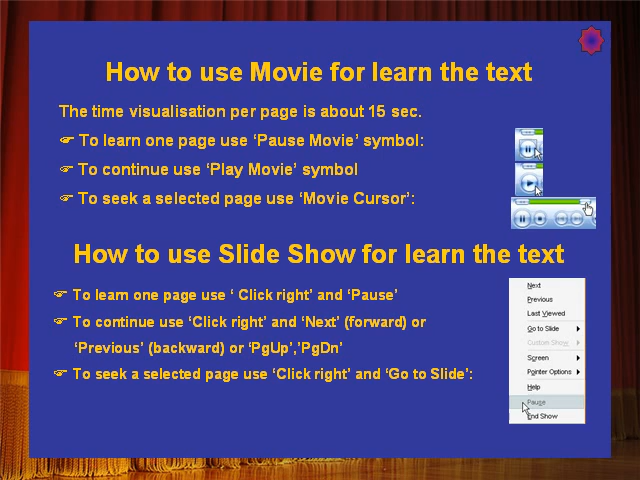 How to use Movie for learn the text
The time visualisation per page is about 15 sec.
To learn one page use ‘Pause Movie’ symbol:
To continue use ‘Play Movie’ symbol
To seek a selected page use ‘Movie Cursor’:
How to use Slide Show for learn the text
To learn one page use ‘ Click right’ and ‘Pause’
To continue use ‘Click right’ and ‘Next’ (forward) or
‘Previous’ (backward) or ‘PgUp’,’PgDn’
To seek a selected page use ‘Click right’ and ‘Go to Slide’:
Next
Previous
Last Viewed
Go to Slide
Custom Show
Screen
Pointer Options
Help
Pause
End Show